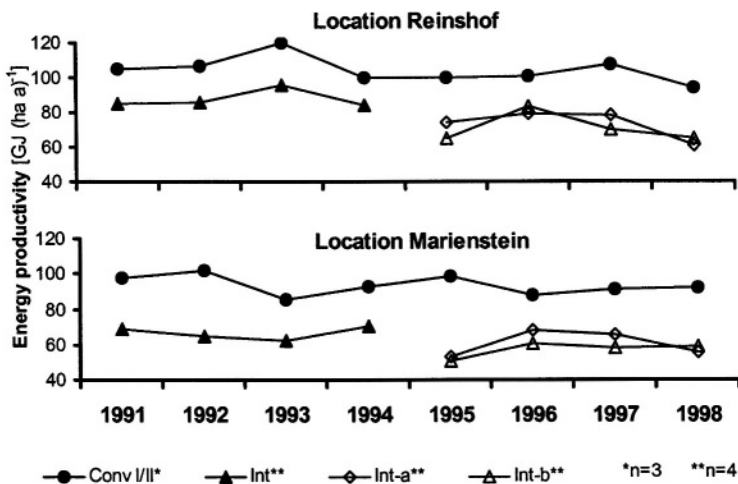 Location Reinshof
Energy productivity [GJ (ha a)⁻¹]
120
100
80
60
40
Location Marienstein
120
100
80
60
40
1991 1992 1993 1994 1995 1996 1997 1998
Conv I/II* Int** Int-a** Int-b** *n=3 **n=4